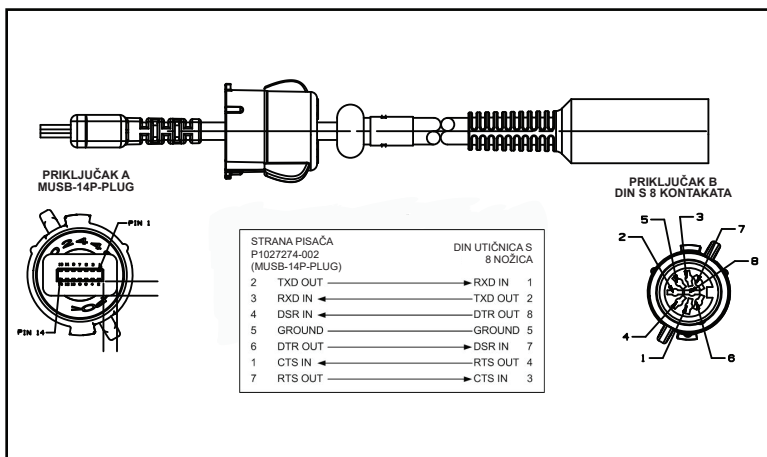 PRIKLJUČAK A
MUSB-14P-PLUG
PIN 1
PIN 14
STRANA PISAČA
P1027274-002
(MUSB-14P-PLUG)
DIN UTIČNICA S
8 NOŽICA
2 TXD OUT RXD IN 1
3 RXD IN TXD OUT 2
4 DSR IN DTR OUT 8
5 GROUND GROUND 5
6 DTR OUT DSR IN 7
1 CTS IN RTS OUT 4
7 RTS OUT CTS IN 3
PRIKLJUČAK B
DIN S 8 KONTAKATA
3
5
7
2
8
4
1
6